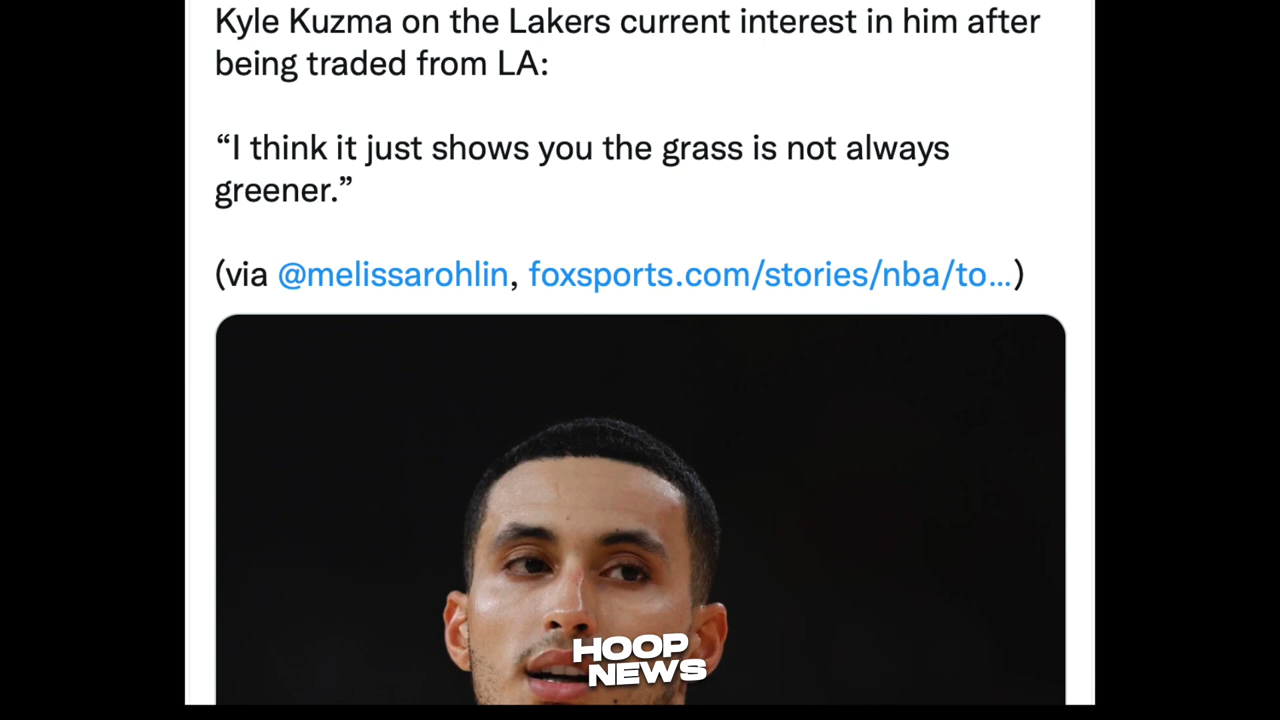 Kyle Kuzma on the Lakers current interest in him after
being traded from LA:
“I think it just shows you the grass is not always
greener.”
(via @melissarohlin, foxsports.com/stories/nba/to…)
HOOP
NEWS